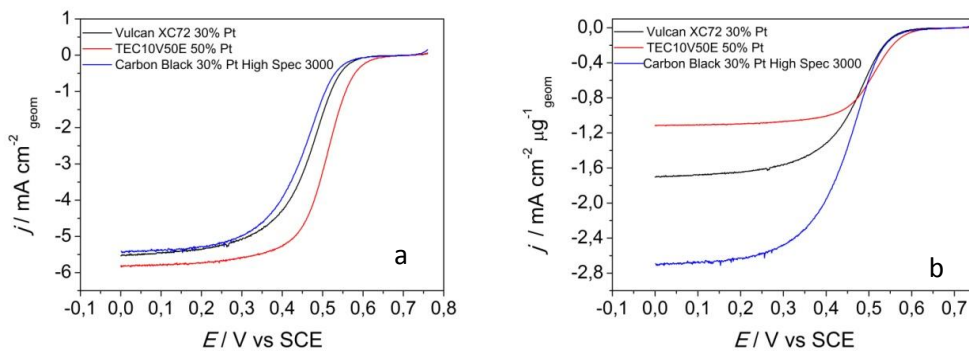 Vulcan XC72 30% Pt
TEC10V50E 50% Pt
Carbon Black 30% Pt High Spec 3000
1
0
-1
-2
-3
-4
-5
-6
j / mA cm-2 geom
a
-0,1 0,0 0,1 0,2 0,3 0,4 0,5 0,6 0,7 0,8
E / V vs SCE
Vulcan XC72 30% Pt
TEC10V50E 50% Pt
Carbon Black 30% Pt High Spec 3000
0,0
-0,4
-0,8
-1,2
-1,6
-2,0
-2,4
-2,8
j / mA cm-2 µg-1 geom
b
-0,1 0,0 0,1 0,2 0,3 0,4 0,5 0,6 0,7
E / V vs SCE